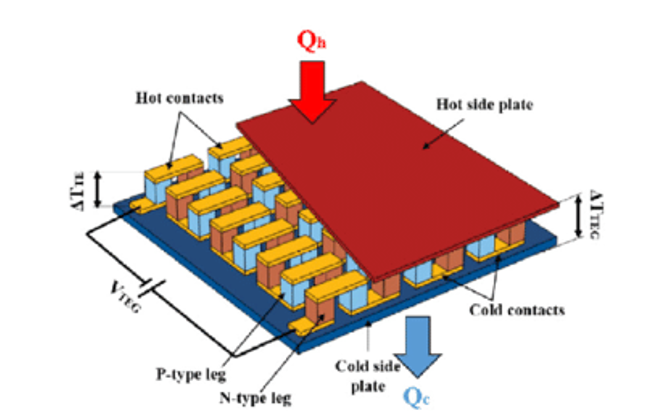 Qh
Hot contacts
Hot side plate
ΔTTE
ΔTTEG
VTEG
Cold contacts
P-type leg
N-type leg
Cold side
plate
Qc